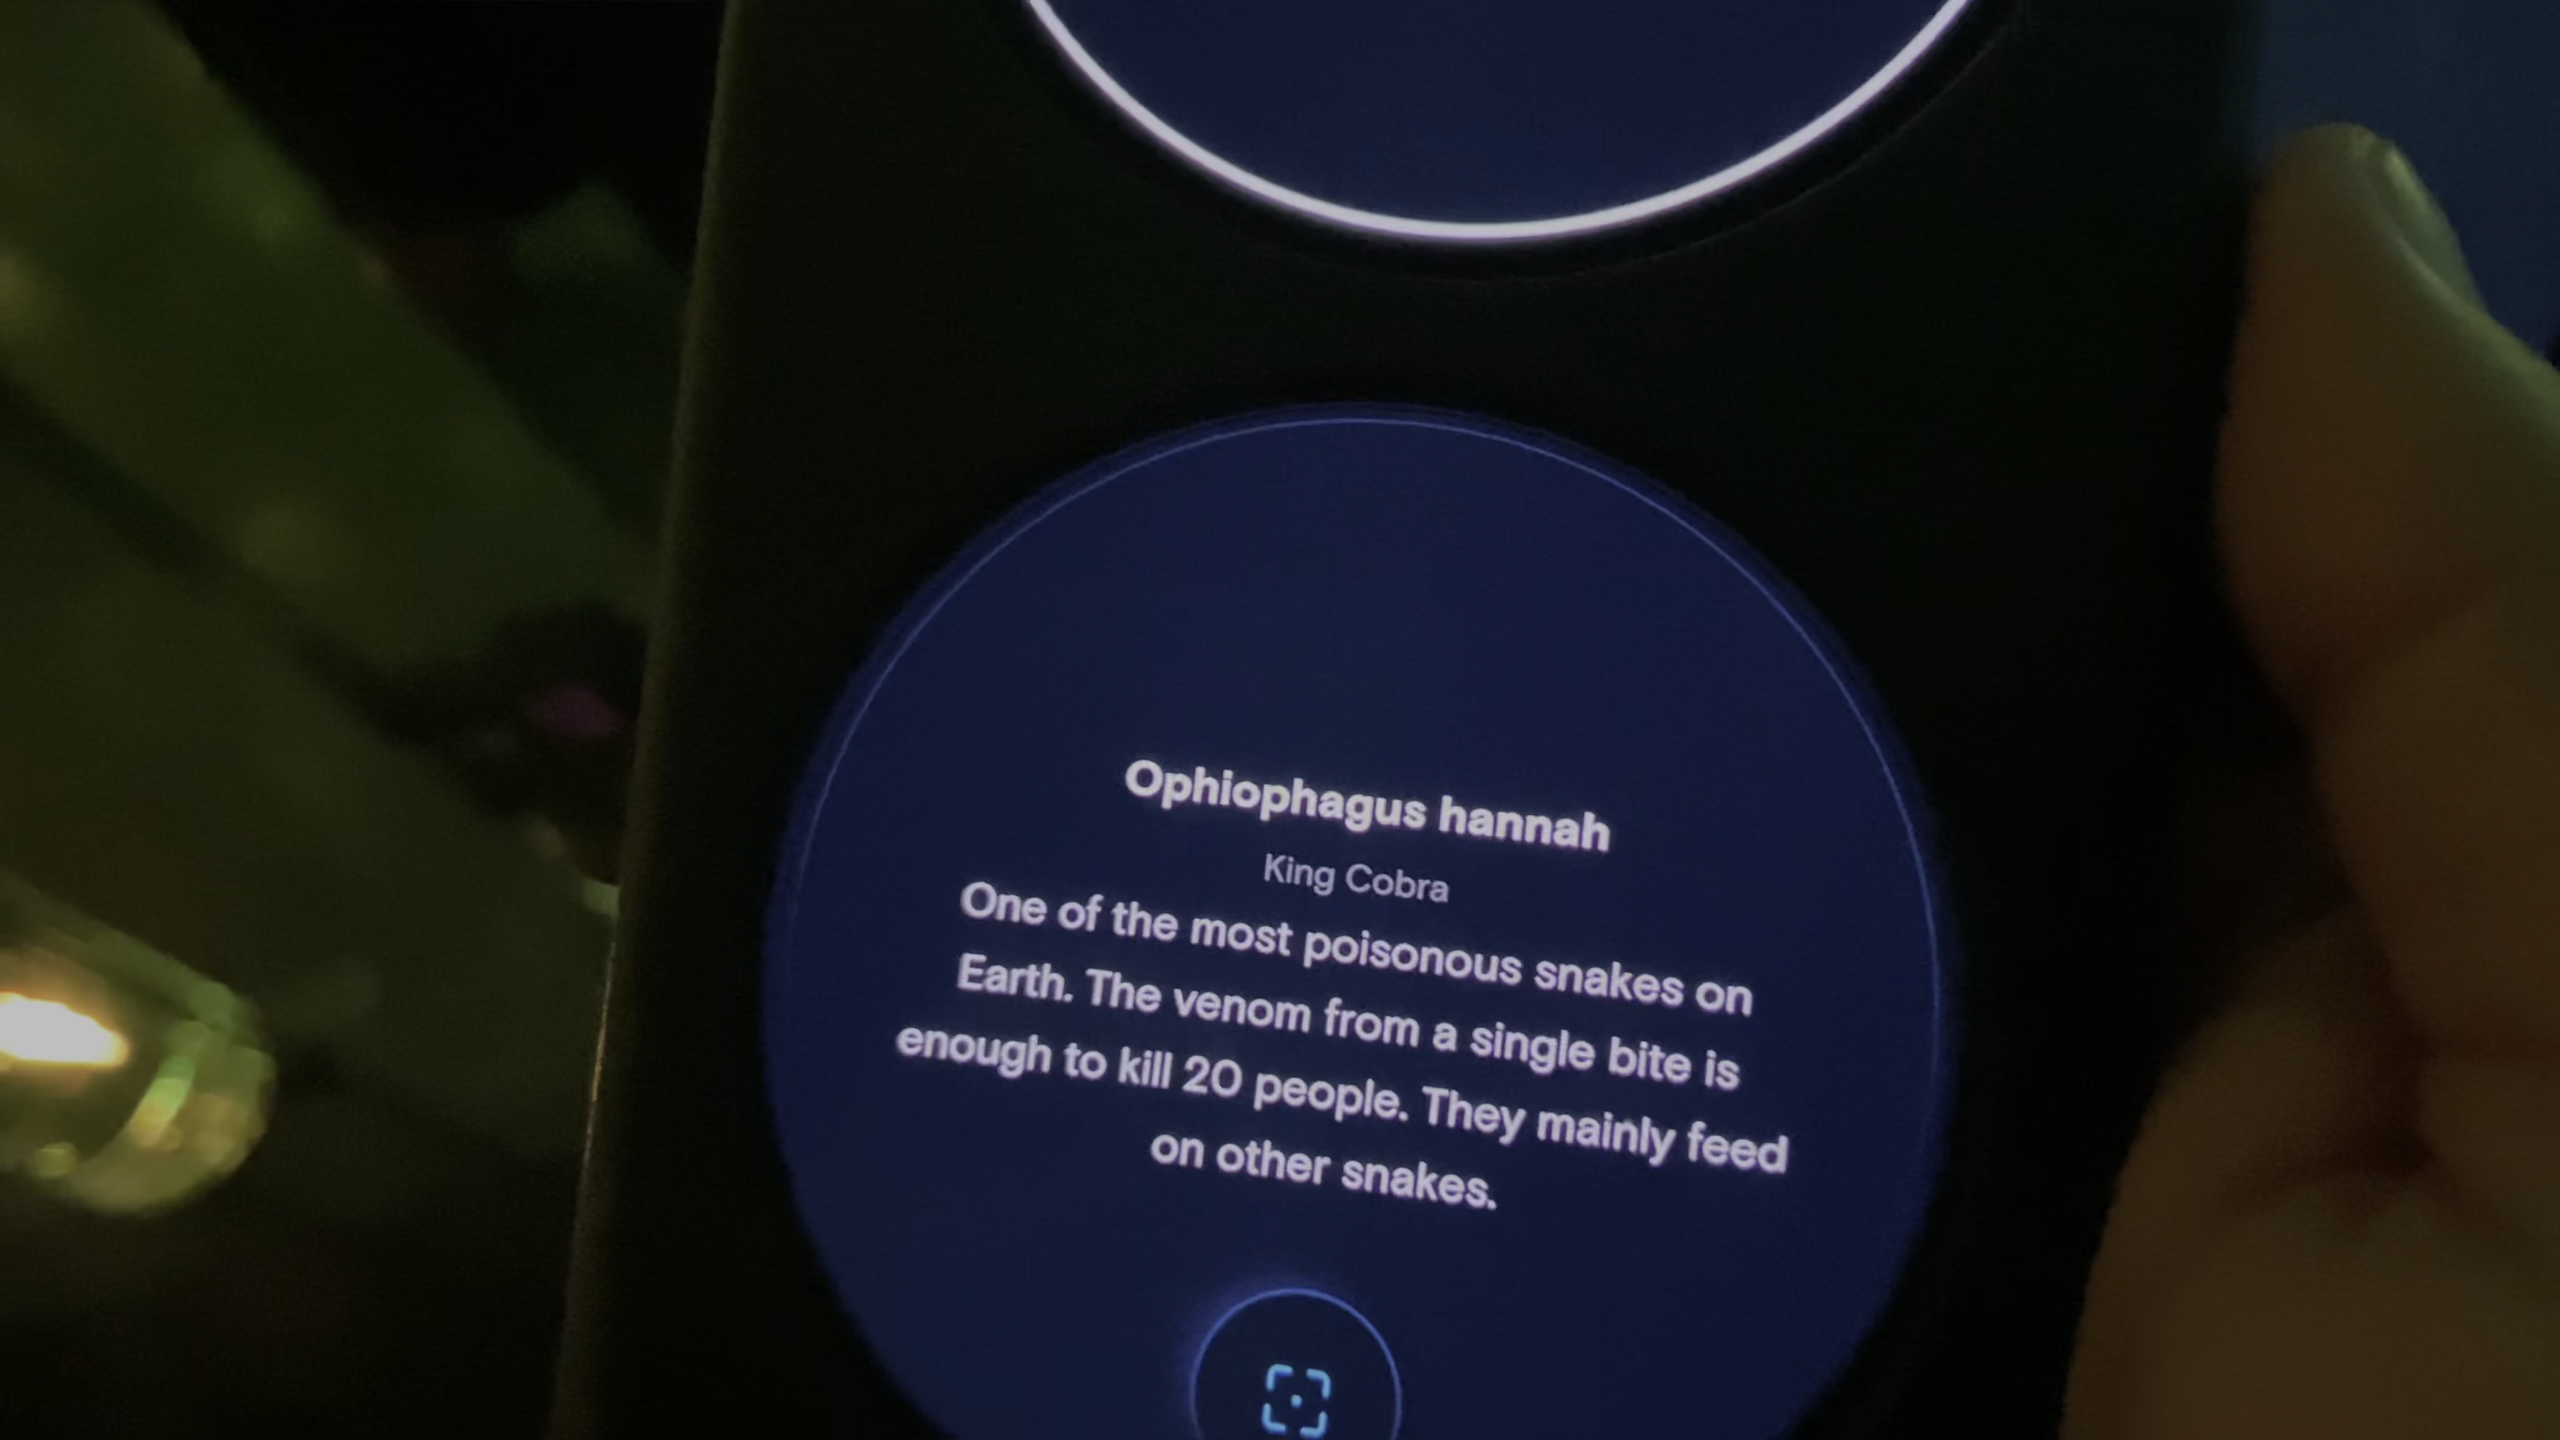 Ophiophagus hannah
King Cobra
One of the most poisonous snakes on
Earth. The venom from a single bite is
enough to kill 20 people. They mainly feed
on other snakes.